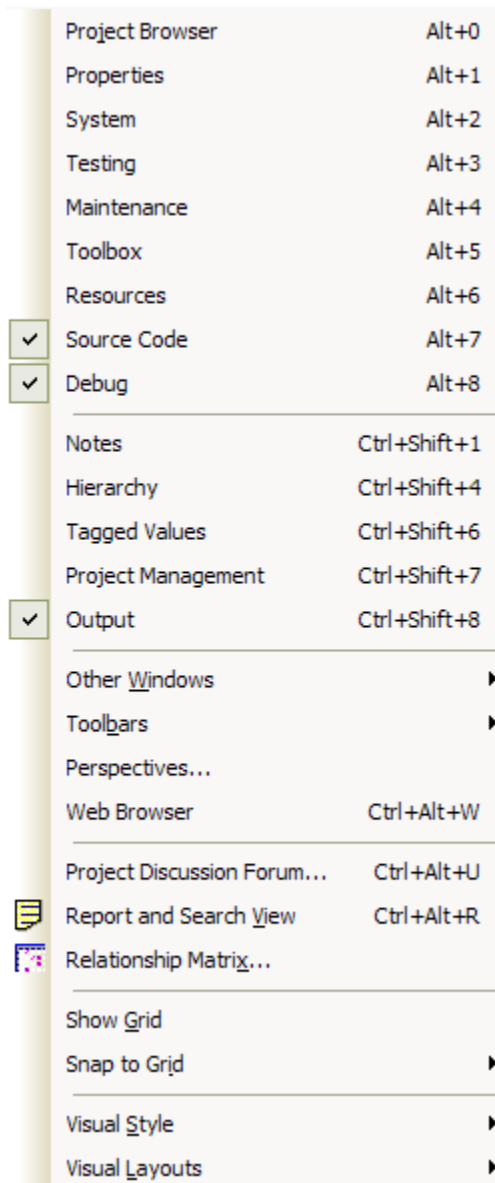 Project Browser Alt+0
Properties Alt+1
System Alt+2
Testing Alt+3
Maintenance Alt+4
Toolbox Alt+5
Resources Alt+6
Source Code Alt+7
Debug Alt+8
Notes Ctrl+Shift+1
Hierarchy Ctrl+Shift+4
Tagged Values Ctrl+Shift+6
Project Management Ctrl+Shift+7
Output Ctrl+Shift+8
Other Windows
Toolbars
Perspectives...
Web Browser Ctrl+Alt+W
Project Discussion Forum... Ctrl+Alt+U
Report and Search View Ctrl+Alt+R
Relationship Matrix...
Show Grid
Snap to Grid
Visual Style
Visual Layouts